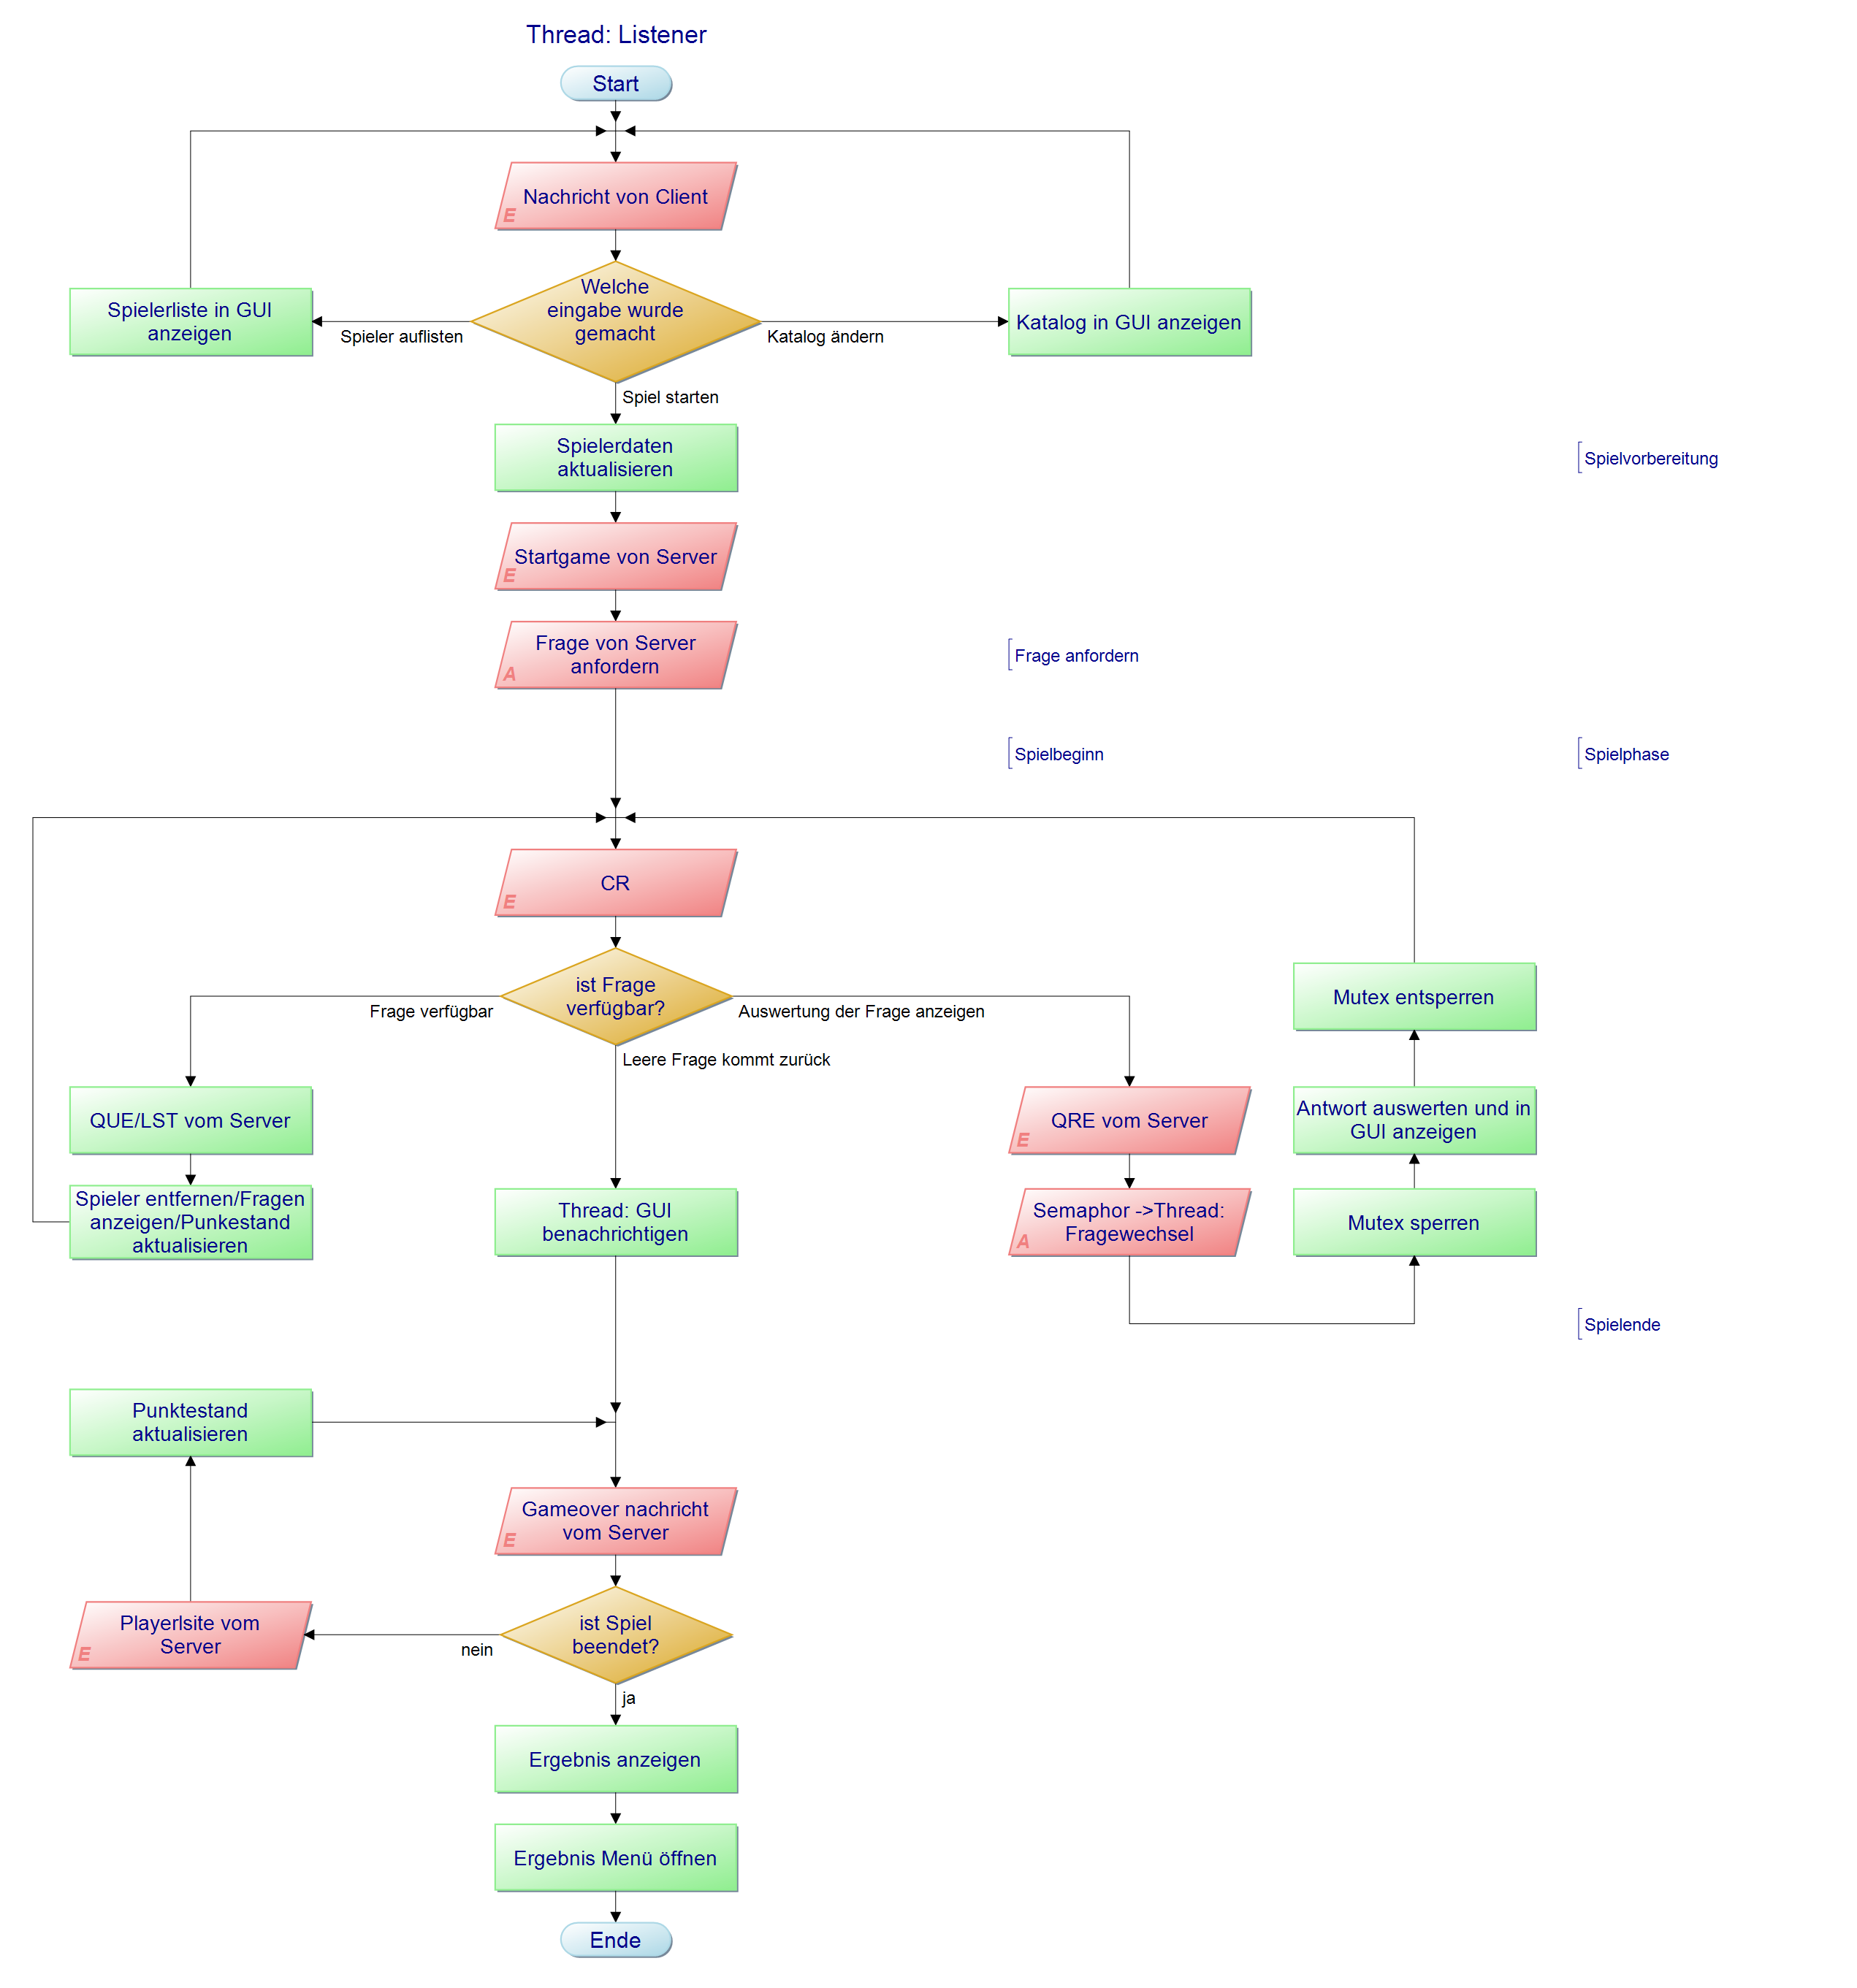 Thread: Listener
Start
Nachricht von Client
E
Welche
eingabe wurde
gemacht
Spielerliste in GUI
anzeigen
Spieler auflisten
Katalog ändern
Katalog in GUI anzeigen
Spiel starten
Spielerdaten
aktualisieren
Spielvorbereitung
Startgame von Server
E
Frage von Server
anfordern
A
Frage anfordern
Spielbeginn
Spielphase
CR
E
ist Frage
verfügbar?
Frage verfügbar
Auswertung der Frage anzeigen
Leere Frage kommt zurück
Mutex entsperren
QUE/LST vom Server
QRE vom Server
E
Antwort auswerten und in
GUI anzeigen
Spieler entfernen/Fragen
anzeigen/Punkestand
aktualisieren
Thread: GUI
benachrichtigen
Semaphor ->Thread:
Fragewechsel
A
Mutex sperren
Spielende
Punktestand
aktualisieren
Gameover nachricht
vom Server
E
Playerlsite vom
Server
E
ist Spiel
beendet?
nein
ja
Ergebnis anzeigen
Ergebnis Menü öffnen
Ende